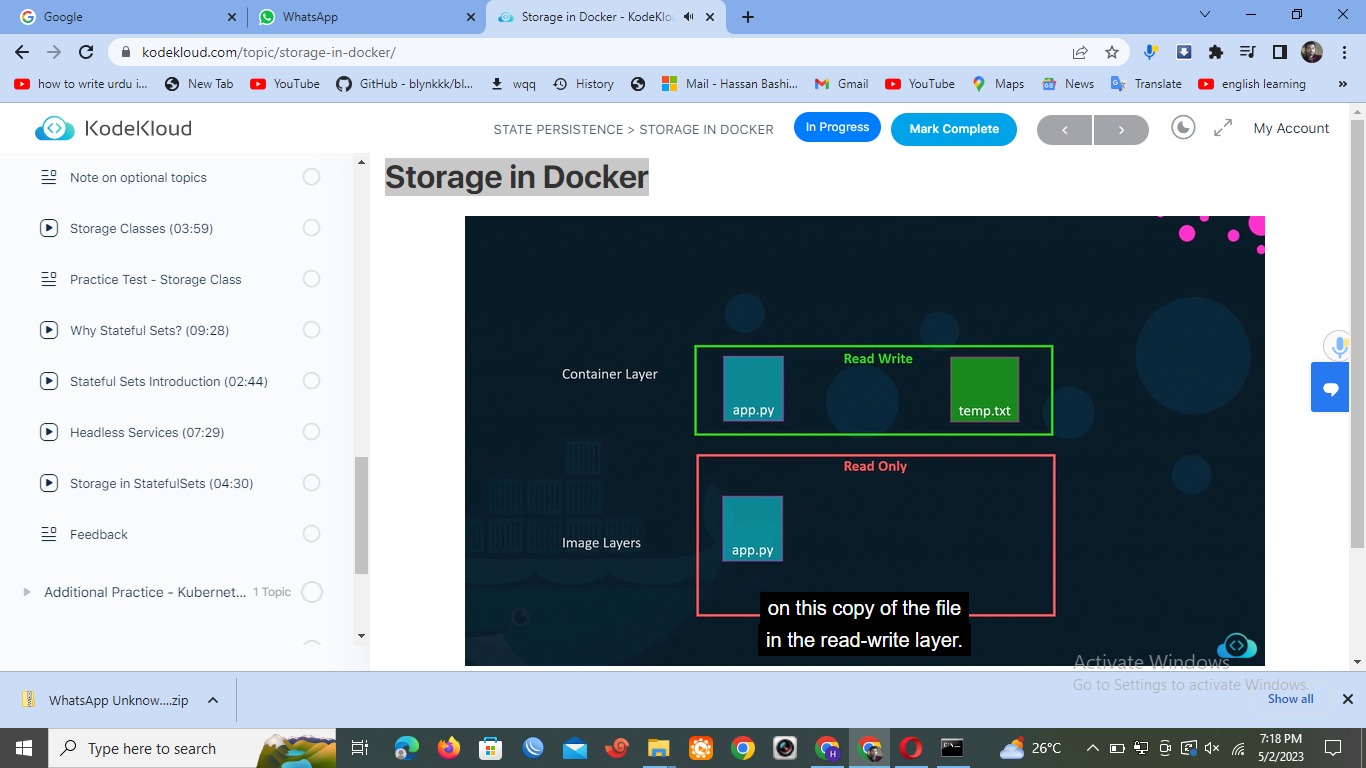 Google
WhatsApp
Storage in Docker - KodeKlou
kodekloud.com/topic/storage-in-docker/
how to write urdu i...
New Tab
YouTube
GitHub - blynkkk/bl...
wqq
History
Mail - Hassan Bashi...
Gmail
YouTube
Maps
News
Translate
english learning
»
KodeKloud
STATE PERSISTENCE > STORAGE IN DOCKER
In Progress
Mark Complete
My Account
Note on optional topics
Storage Classes (03:59)
Practice Test - Storage Class
Why Stateful Sets? (09:28)
Stateful Sets Introduction (02:44)
Headless Services (07:29)
Storage in StatefulSets (04:30)
Feedback
Additional Practice - Kubernet... 1 Topic
Storage in Docker
Container Layer
Read Write
app.py
temp.txt
Read Only
Image Layers
app.py
on this copy of the file
in the read-write layer.
Activate Windows
Go to Settings to activate Windows.
WhatsApp Unknow....zip
Show all
Type here to search
26°C
7:18 PM
5/2/2023